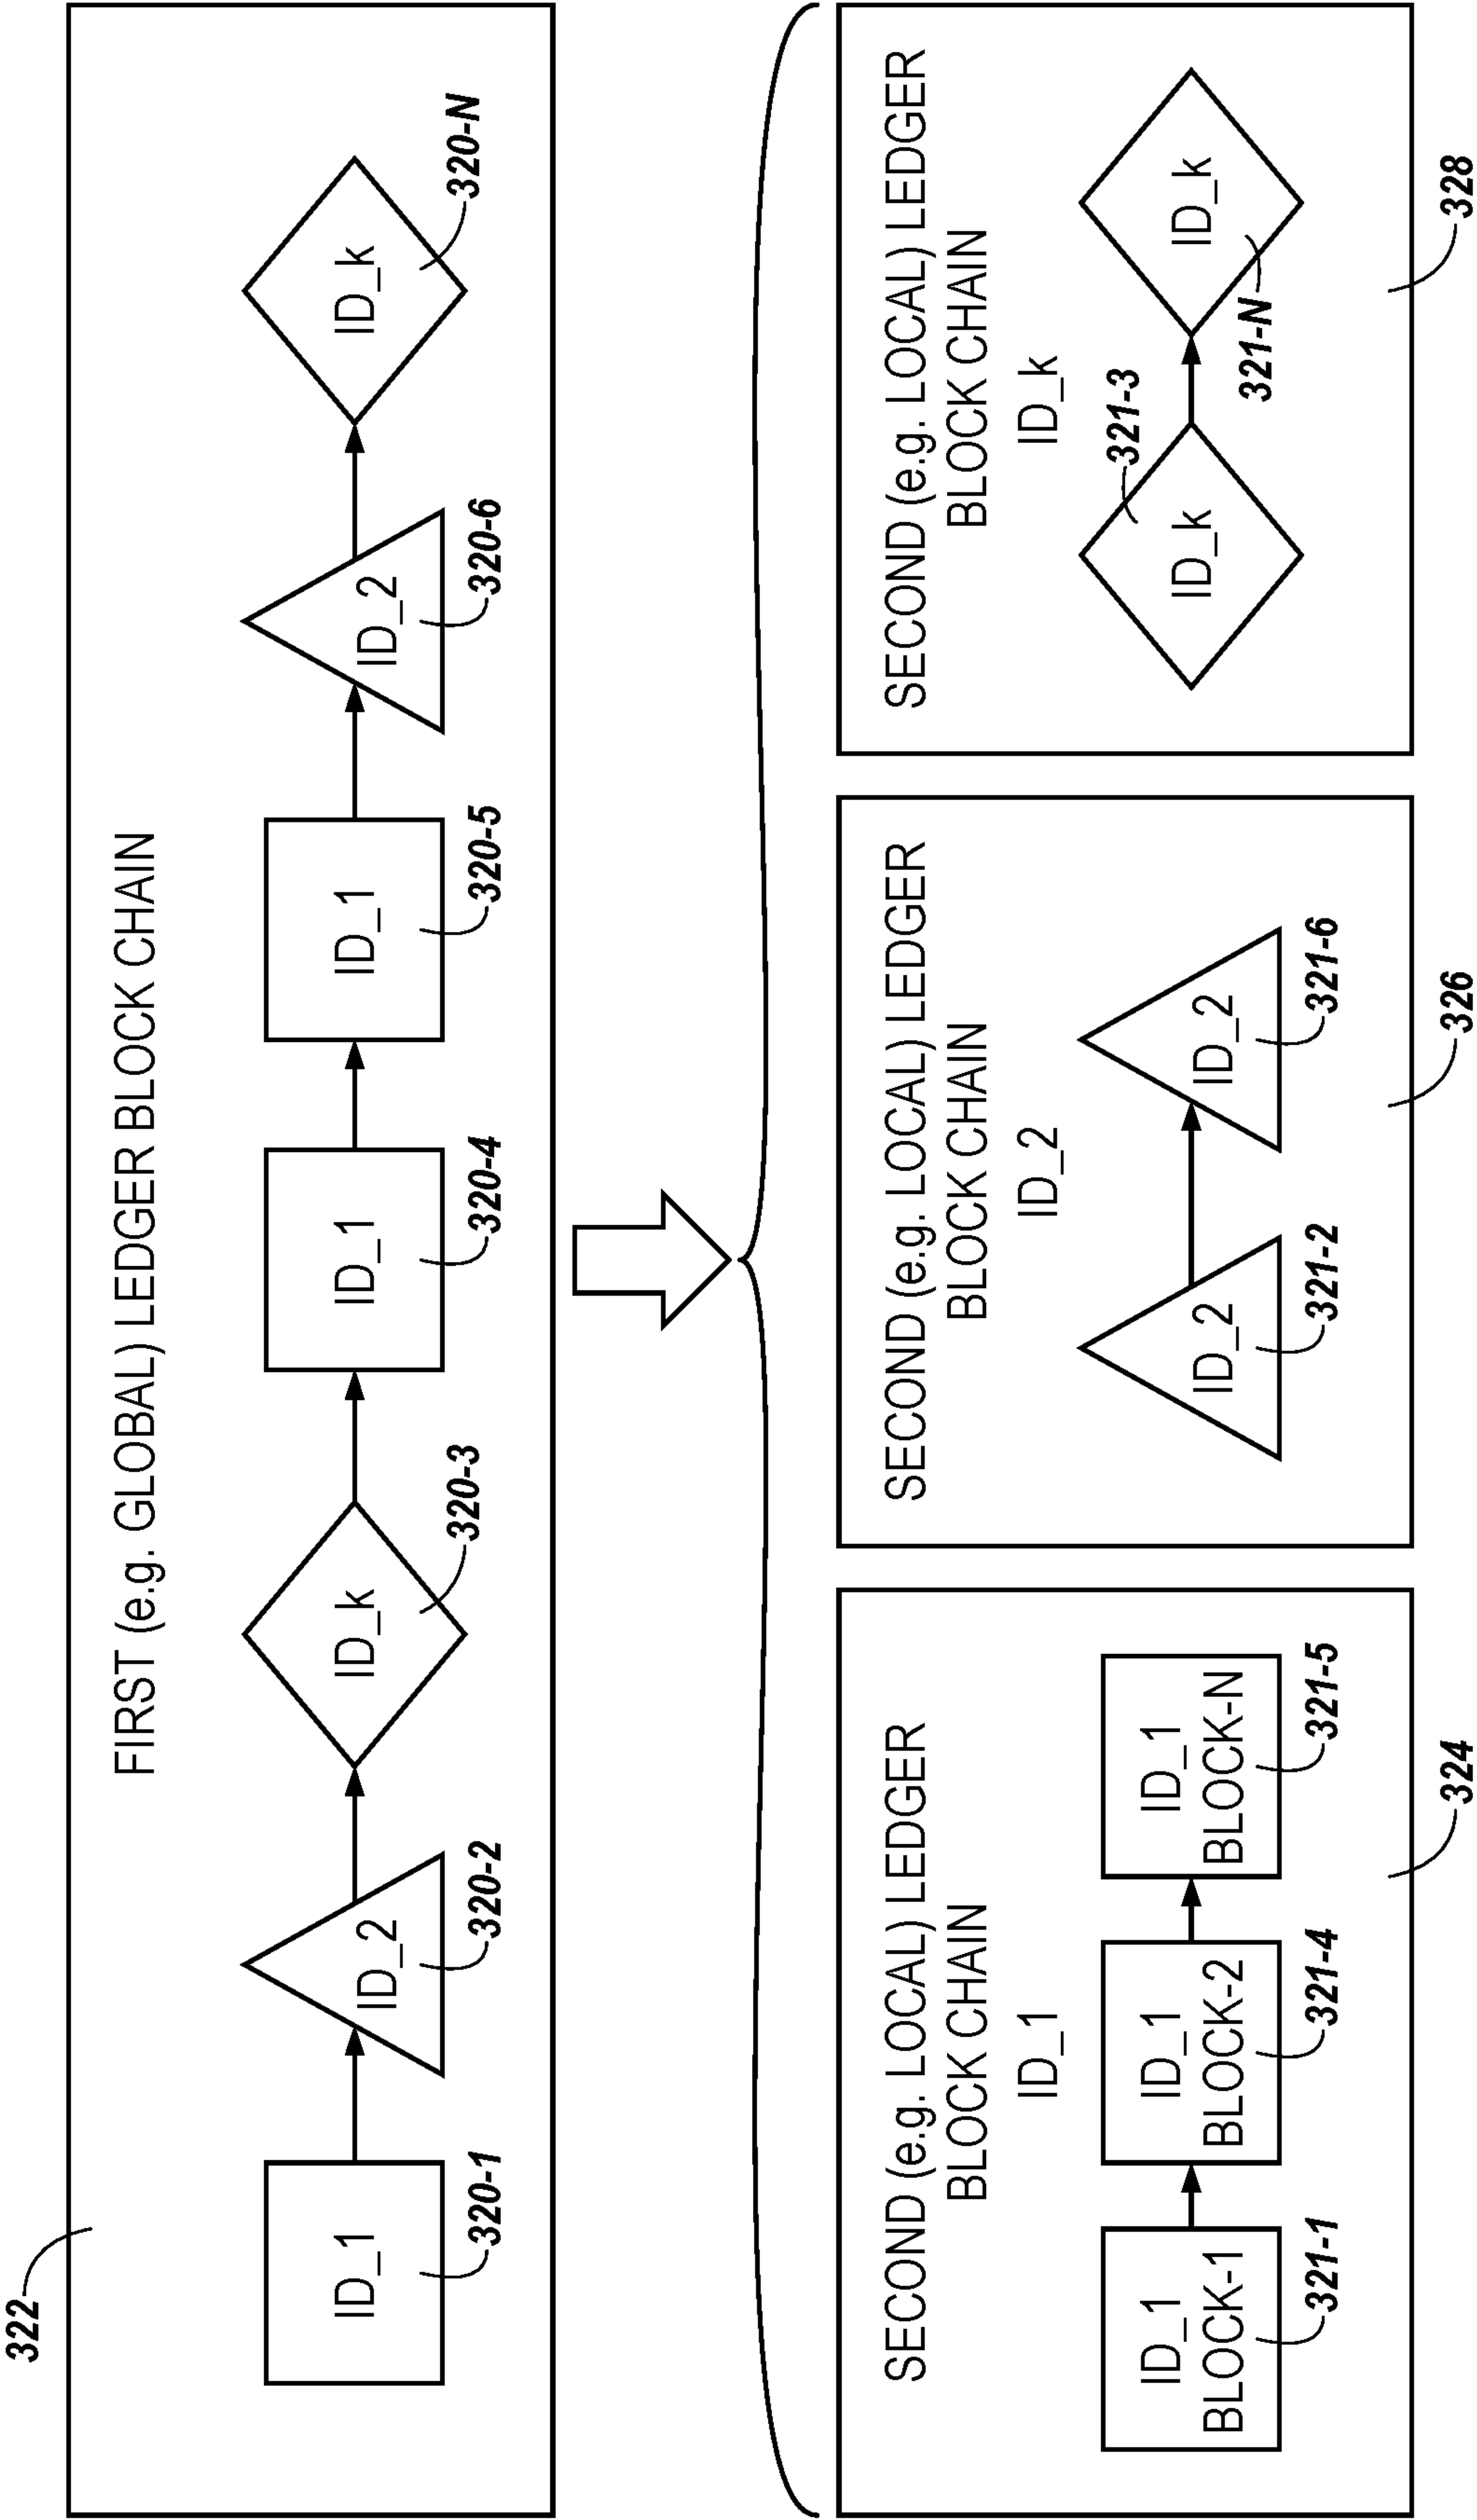 322
FIRST (e.g. GLOBAL) LEDGER BLOCK CHAIN
ID_1
320-1
ID_2
320-2
ID_k
320-3
ID_1
320-4
ID_1
320-5
ID_2
320-6
ID_k
320-N
SECOND (e.g. LOCAL) LEDGER
BLOCK CHAIN
ID_1
ID_1
BLOCK-1
321-1
ID_1
BLOCK-2
321-4
ID_1
BLOCK-N
321-5
324
SECOND (e.g. LOCAL) LEDGER
BLOCK CHAIN
ID_2
ID_2
321-2
ID_2
321-6
326
SECOND (e.g. LOCAL) LEDGER
BLOCK CHAIN
ID_k
ID_k
321-3
ID_k
321-N
328